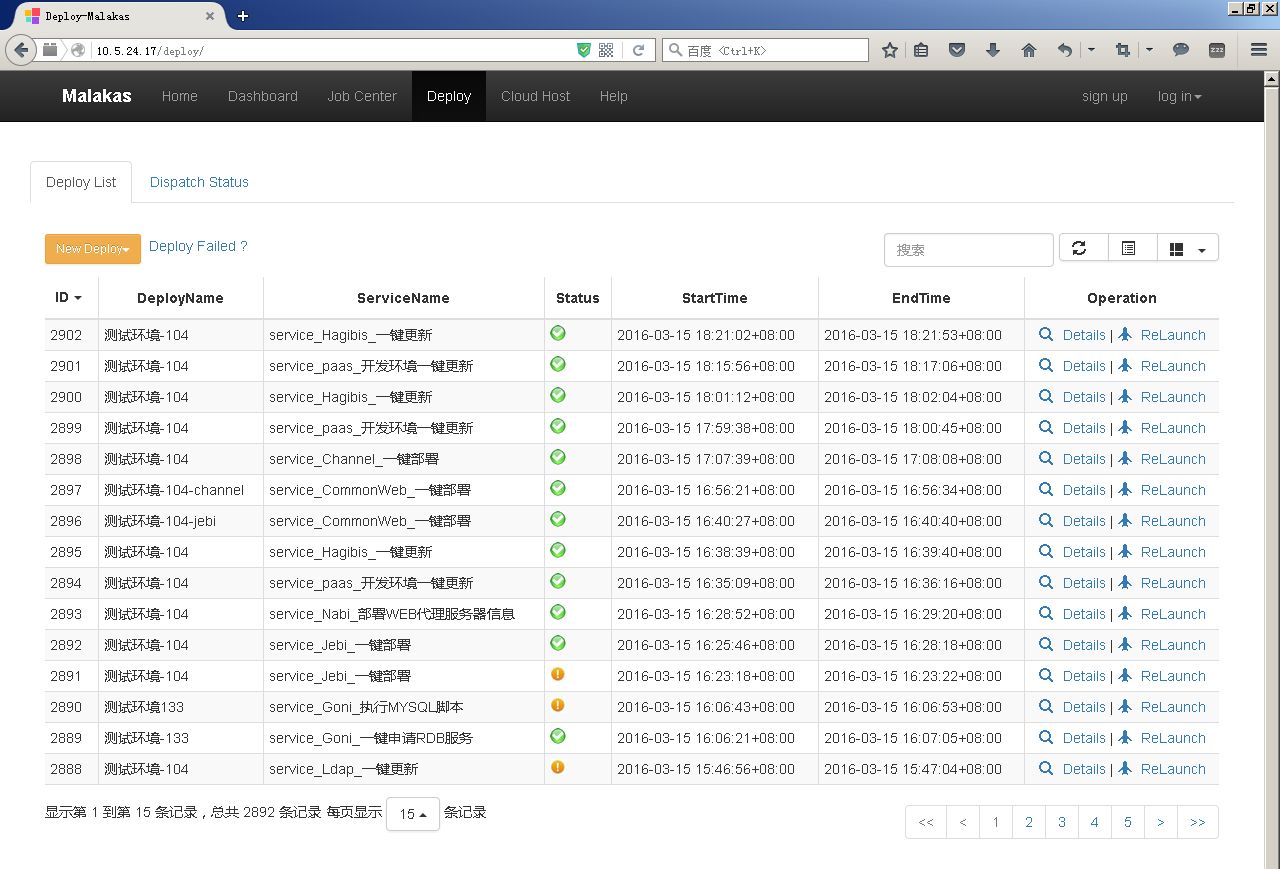 Deploy-Malakas
10.5.24.17/deploy/
百度 <Ctrl+K>
zzz
Malakas Home Dashboard Job Center Deploy Cloud Host Help sign up log in
Deploy List Dispatch Status
New Deploy Deploy Failed ? 搜索
ID DeployName ServiceName Status StartTime EndTime Operation
2902 测试环境-104 service_Hagibis_一键更新 2016-03-15 18:21:02+08:00 2016-03-15 18:21:53+08:00 Details | ReLaunch
2901 测试环境-104 service_paas_开发环境一键更新 2016-03-15 18:15:56+08:00 2016-03-15 18:17:06+08:00 Details | ReLaunch
2900 测试环境-104 service_Hagibis_一键更新 2016-03-15 18:01:12+08:00 2016-03-15 18:02:04+08:00 Details | ReLaunch
2899 测试环境-104 service_paas_开发环境一键更新 2016-03-15 17:59:38+08:00 2016-03-15 18:00:45+08:00 Details | ReLaunch
2898 测试环境-104 service_Channel_一键部署 2016-03-15 17:07:39+08:00 2016-03-15 17:08:08+08:00 Details | ReLaunch
2897 测试环境-104-channel service_CommonWeb_一键部署 2016-03-15 16:56:21+08:00 2016-03-15 16:56:34+08:00 Details | ReLaunch
2896 测试环境-104-jebi service_CommonWeb_一键部署 2016-03-15 16:40:27+08:00 2016-03-15 16:40:40+08:00 Details | ReLaunch
2895 测试环境-104 service_Hagibis_一键更新 2016-03-15 16:38:39+08:00 2016-03-15 16:39:40+08:00 Details | ReLaunch
2894 测试环境-104 service_paas_开发环境一键更新 2016-03-15 16:35:09+08:00 2016-03-15 16:36:16+08:00 Details | ReLaunch
2893 测试环境-104 service_Nabi_部署WEB代理服务器信息 2016-03-15 16:28:52+08:00 2016-03-15 16:29:20+08:00 Details | ReLaunch
2892 测试环境-104 service_Jebi_一键部署 2016-03-15 16:25:46+08:00 2016-03-15 16:28:18+08:00 Details | ReLaunch
2891 测试环境-104 service_Jebi_一键部署 2016-03-15 16:23:18+08:00 2016-03-15 16:23:22+08:00 Details | ReLaunch
2890 测试环境133 service_Goni_执行MYSQL脚本 2016-03-15 16:06:43+08:00 2016-03-15 16:06:53+08:00 Details | ReLaunch
2889 测试环境-133 service_Goni_一键申请RDB服务 2016-03-15 16:06:21+08:00 2016-03-15 16:07:05+08:00 Details | ReLaunch
2888 测试环境-104 service_Ldap_一键更新 2016-03-15 15:46:56+08:00 2016-03-15 15:47:04+08:00 Details | ReLaunch
显示第 1 到第 15 条记录，总共 2892 条记录 每页显示 15 条记录
<< < 1 2 3 4 5 > >>